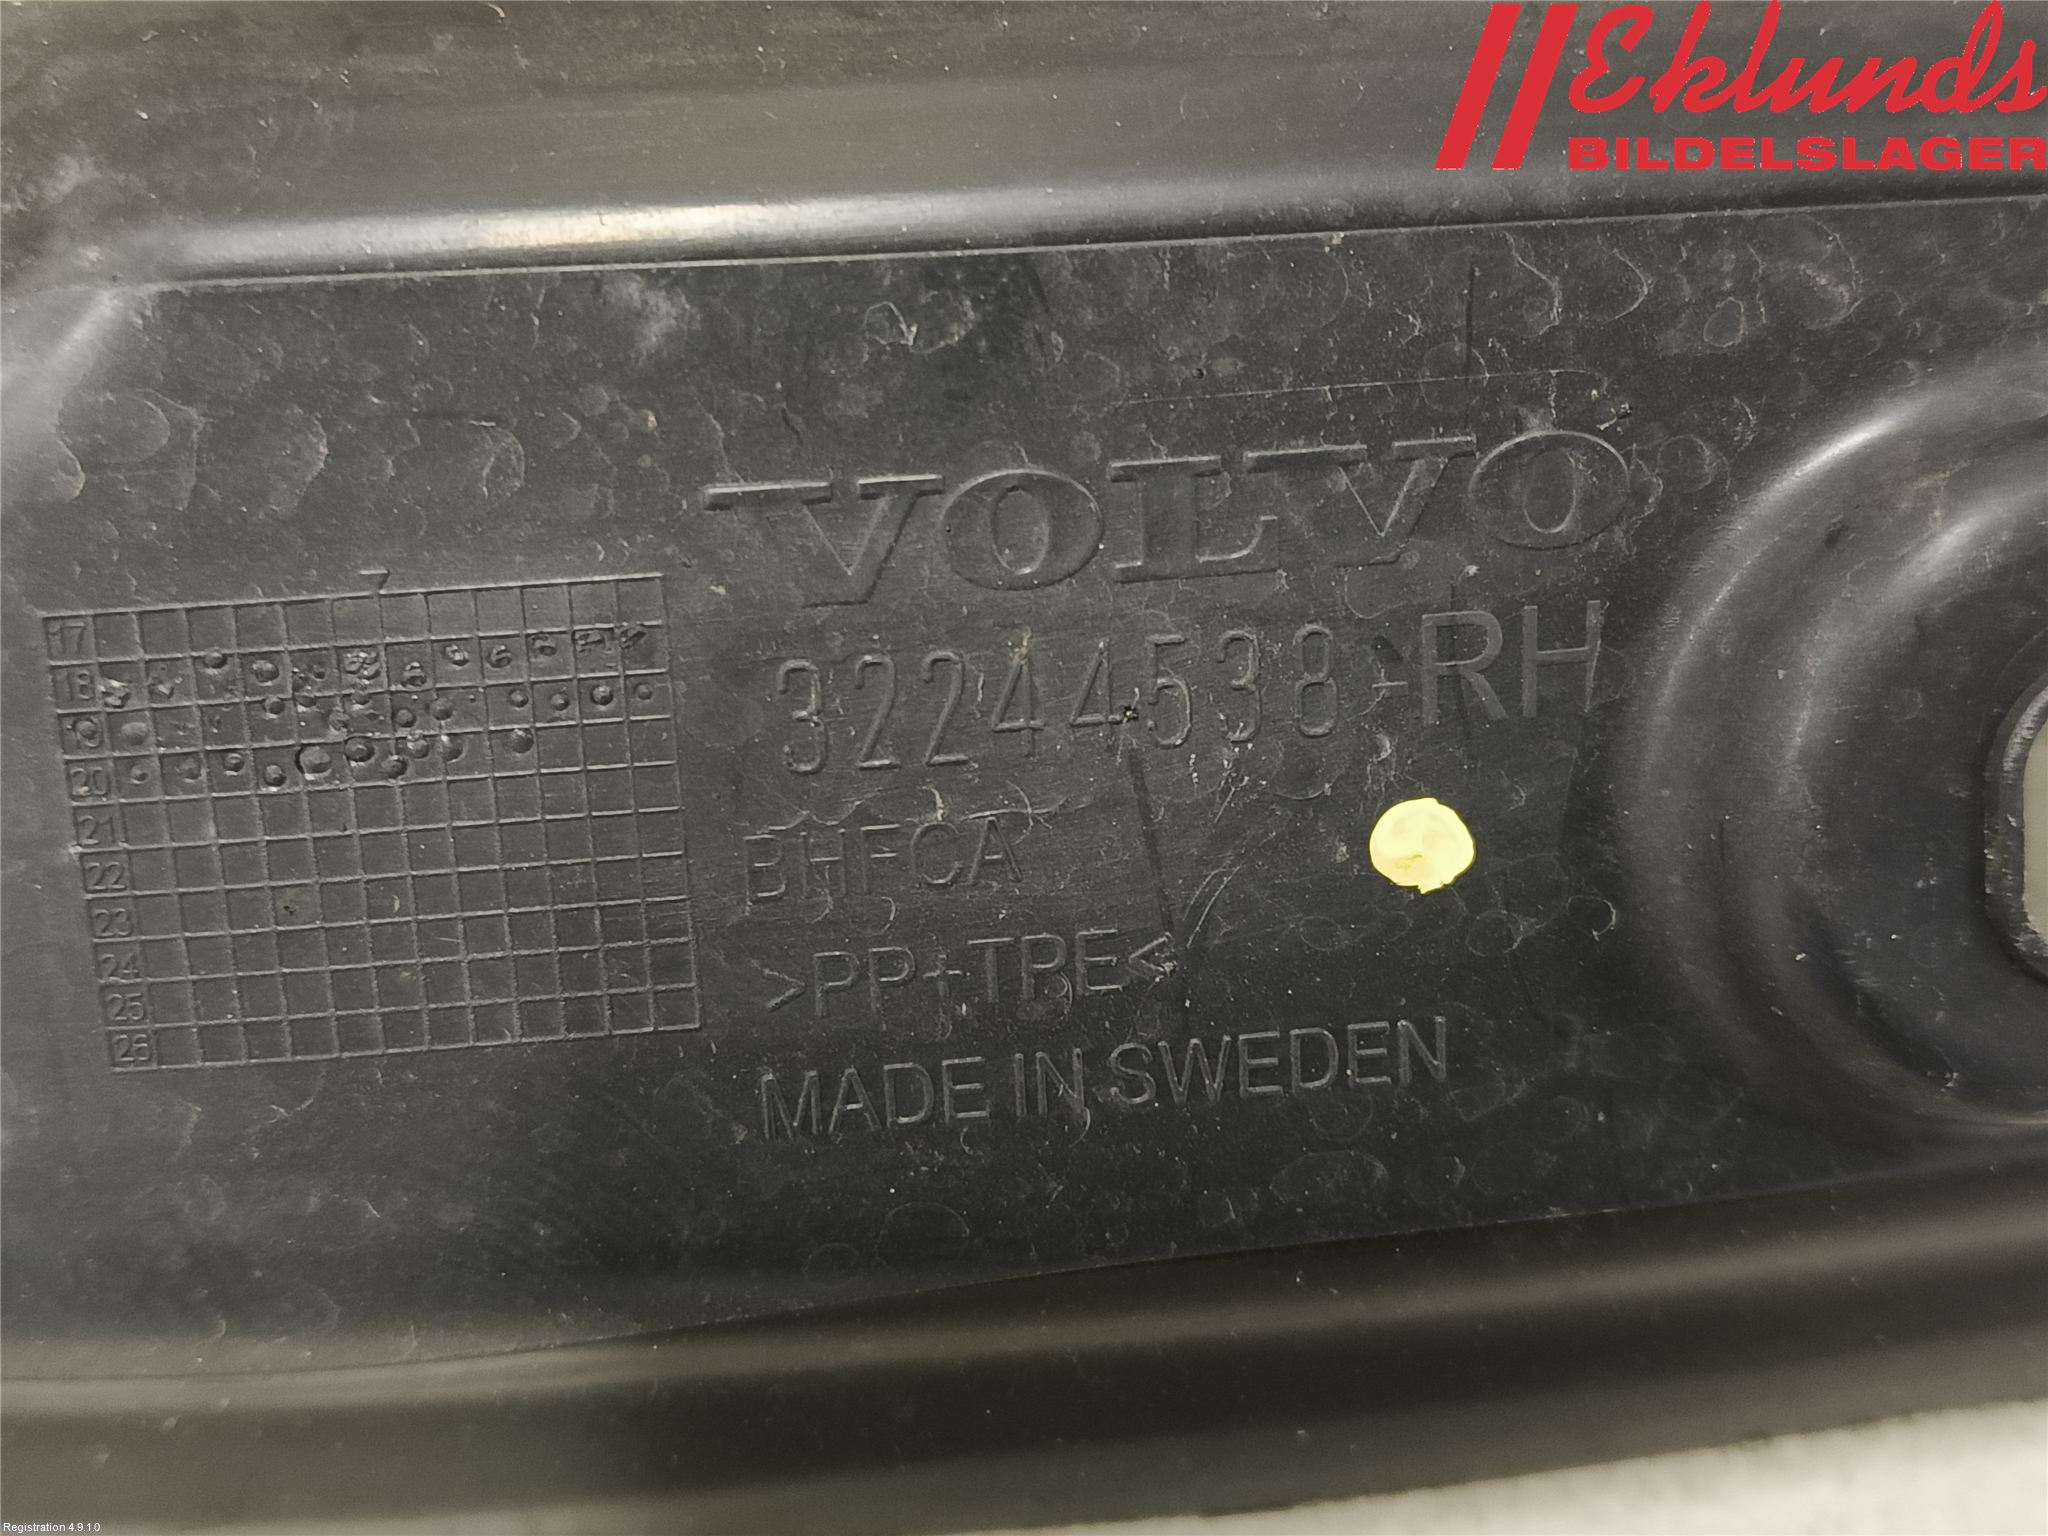 Eklunds
BILDELSLAGER
VOLVO
32244538-RH
BHFCA
>PP+TPE<
MADE IN SWEDEN
17
18
19
20
21
22
23
24
25
26
Registration 4.9.1.0